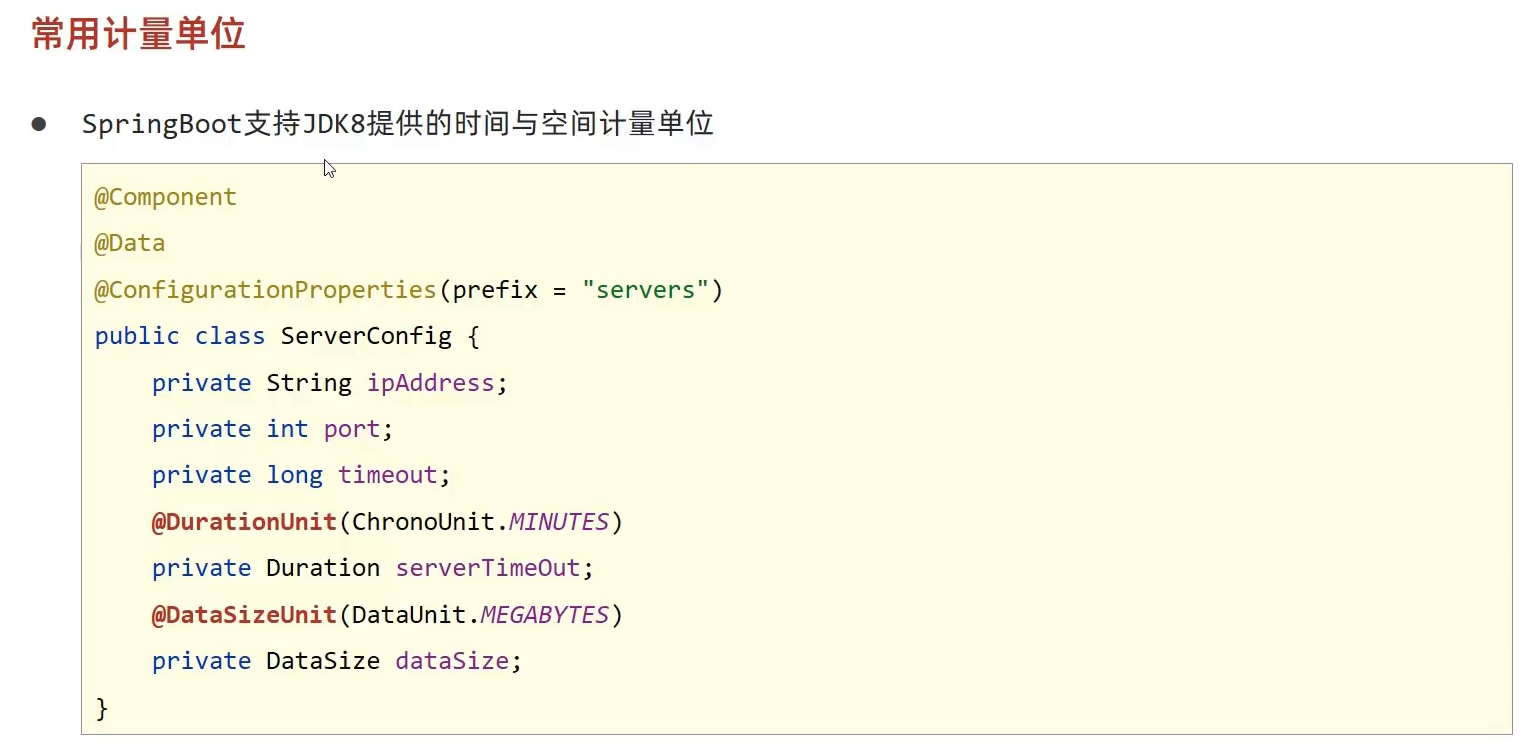 常用计量单位
● SpringBoot支持JDK8提供的时间与空间计量单位
@Component
@Data
@ConfigurationProperties(prefix = "servers")
public class ServerConfig {
    private String ipAddress;
    private int port;
    private long timeout;
    @DurationUnit(ChronoUnit.MINUTES)
    private Duration serverTimeOut;
    @DataSizeUnit(DataUnit.MEGABYTES)
    private DataSize dataSize;
}